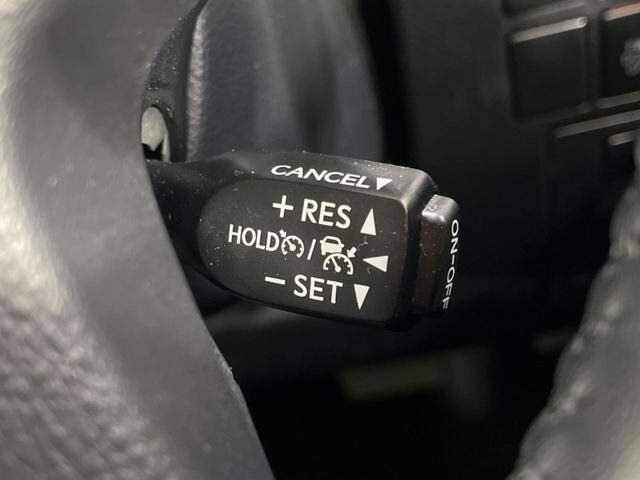 CANCEL▼
+ RES ▲
HOLD / ◀
− SET ▼
ON-OFF